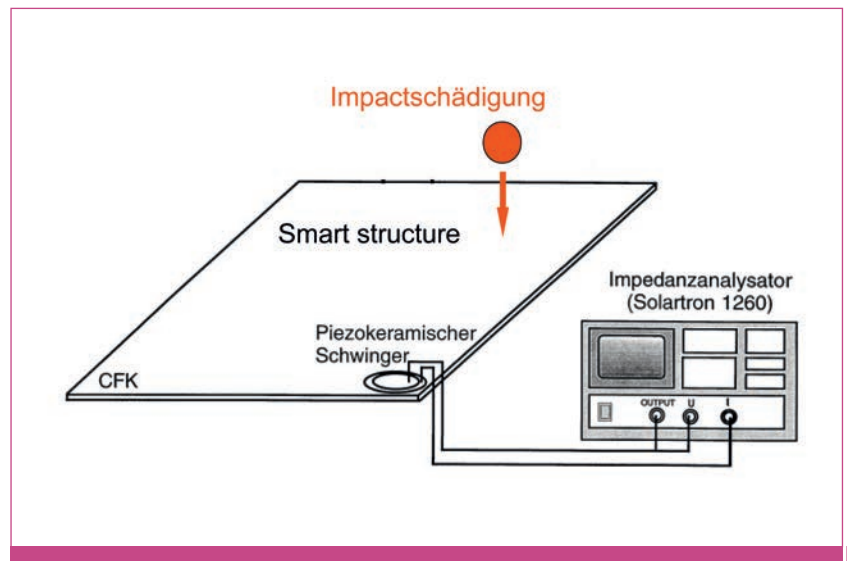 Impactschädigung
Smart structure
Impedanzanalysator
(Solartron 1260)
Piezokeramischer
Schwinger
CFK
OUTPUT U I